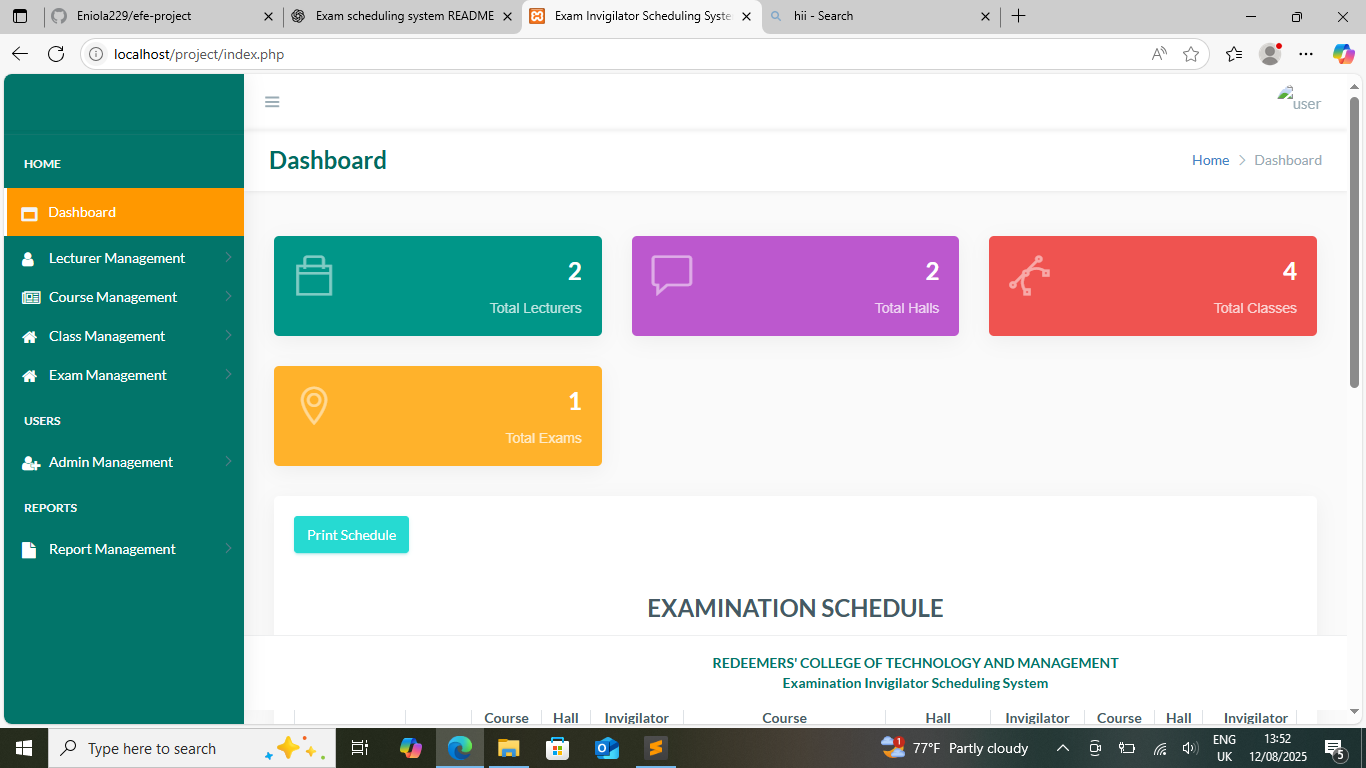 Eniola229/efe-project
Exam scheduling system README
Exam Invigilator Scheduling Syste
hii - Search
localhost/project/index.php
user
HOME
Dashboard
Lecturer Management
Course Management
Class Management
Exam Management
USERS
Admin Management
REPORTS
Report Management
Dashboard
Home
Dashboard
2
Total Lecturers
2
Total Halls
4
Total Classes
1
Total Exams
Print Schedule
EXAMINATION SCHEDULE
REDEEMERS' COLLEGE OF TECHNOLOGY AND MANAGEMENT
Examination Invigilator Scheduling System
Course Hall Invigilator Course Hall Invigilator Course Hall Invigilator
Type here to search
1
77°F Partly cloudy
ENG
UK
13:52
12/08/2025
5